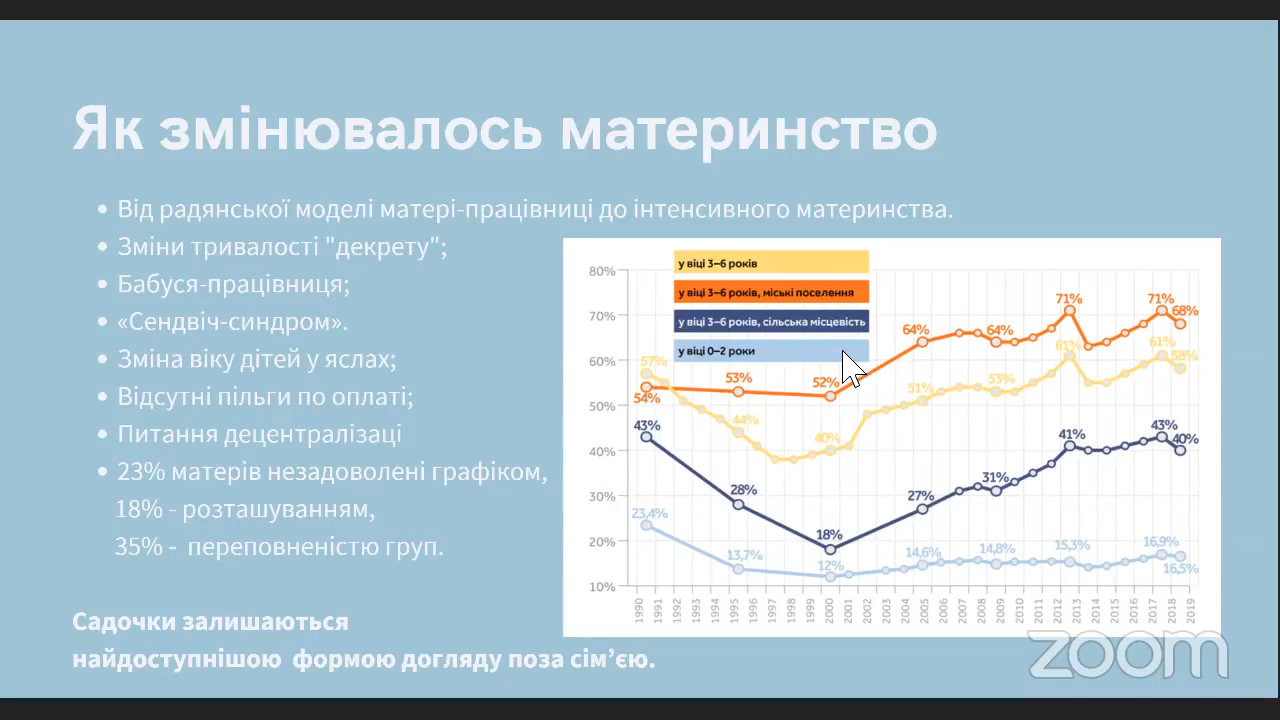 Як змінювалось материнство
Від радянської моделі матері-працівниці до інтенсивного материнства.
Зміни тривалості "декрету";
Бабуся-працівниця;
«Сендвіч-синдром».
Зміна віку дітей у яслах;
Відсутні пільги по оплаті;
Питання децентралізаці
23% матерів незадоволені графіком,
18% - розташуванням,
35% - переповненістю груп.
Садочки залишаються
найдоступнішою формою догляду поза сім’єю.
у віці 3–6 років
у віці 3–6 років, міські поселення
у віці 3–6 років, сільська місцевість
у віці 0–2 роки
80%
70%
60%
50%
40%
30%
20%
10%
54% 53% 52% 64% 64% 71% 71% 68%
57% 44% 40% 51% 53% 61% 61% 58%
43% 28% 18% 27% 31% 41% 43% 40%
23,4% 13,7% 12% 14,6% 14,8% 15,3% 16,9% 16,5%
1990 1991 1992 1993 1994 1995 1996 1997 1998 1999 2000 2001 2002 2003 2004 2005 2006 2007 2008 2009 2010 2011 2012 2013 2014 2015 2016 2017 2018 2019
zoom